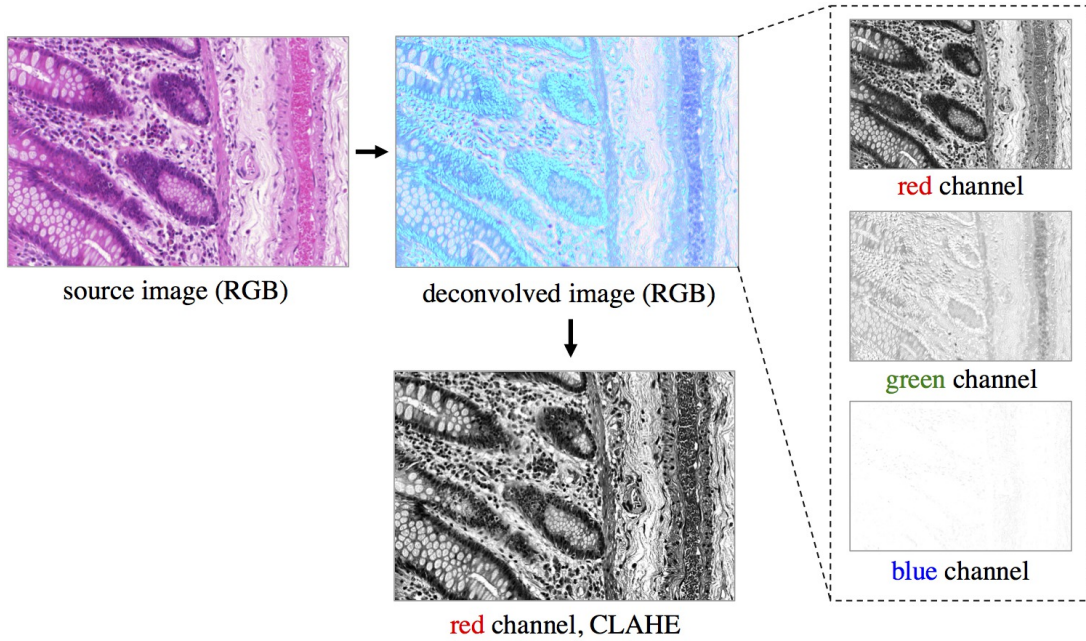 source image (RGB)
deconvolved image (RGB)
red channel
green channel
blue channel
red channel, CLAHE